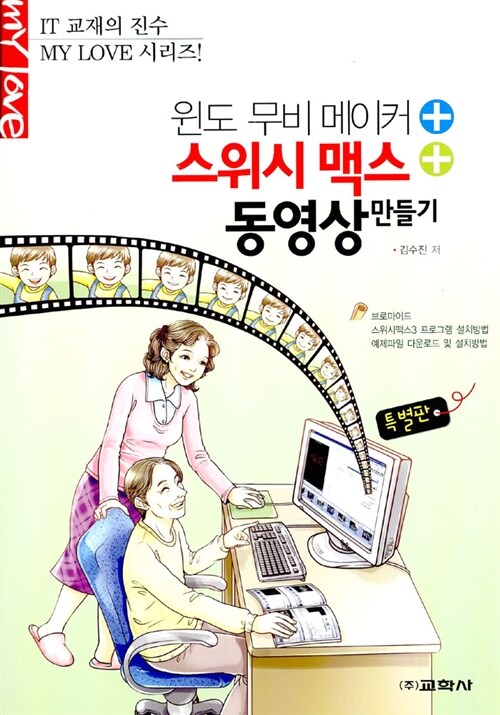 my love
IT 교재의 진수
MY LOVE 시리즈!
윈도 무비 메이커 +
스위시 맥스 +
동영상 만들기
• 김수진 저
브로마이드
스위시맥스3 프로그램 설치방법
예제파일 다운로드 및 설치방법
특별판
(주)교학사